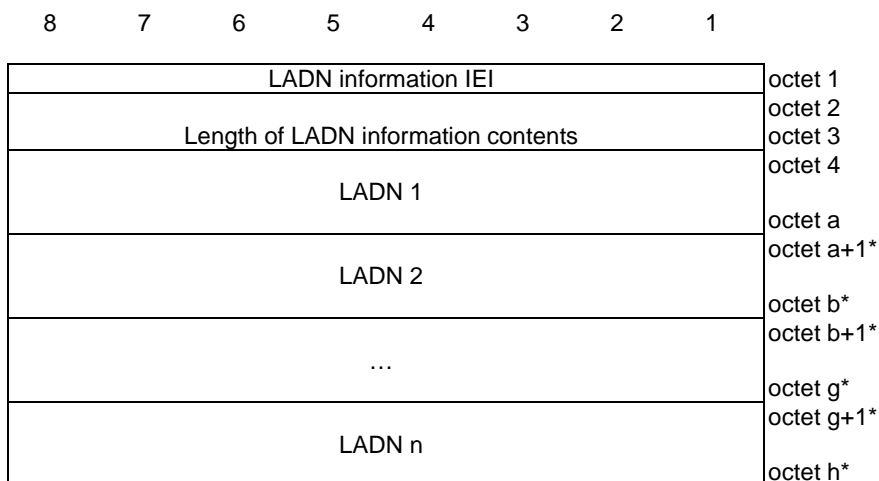 8 7 6 5 4 3 2 1
LADN information IEI octet 1
octet 2
Length of LADN information contents octet 3
octet 4
LADN 1
octet a
octet a+1*
LADN 2
octet b*
octet b+1*
…
octet g*
octet g+1*
LADN n
octet h*